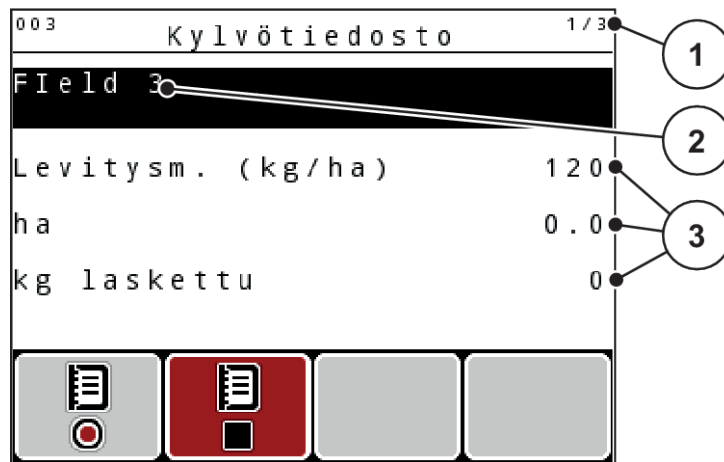 003 Kylvötiedosto 1/3
FIeld 3
Levitysm. (kg/ha) 120
ha 0.0
kg laskettu 0
1
2
3